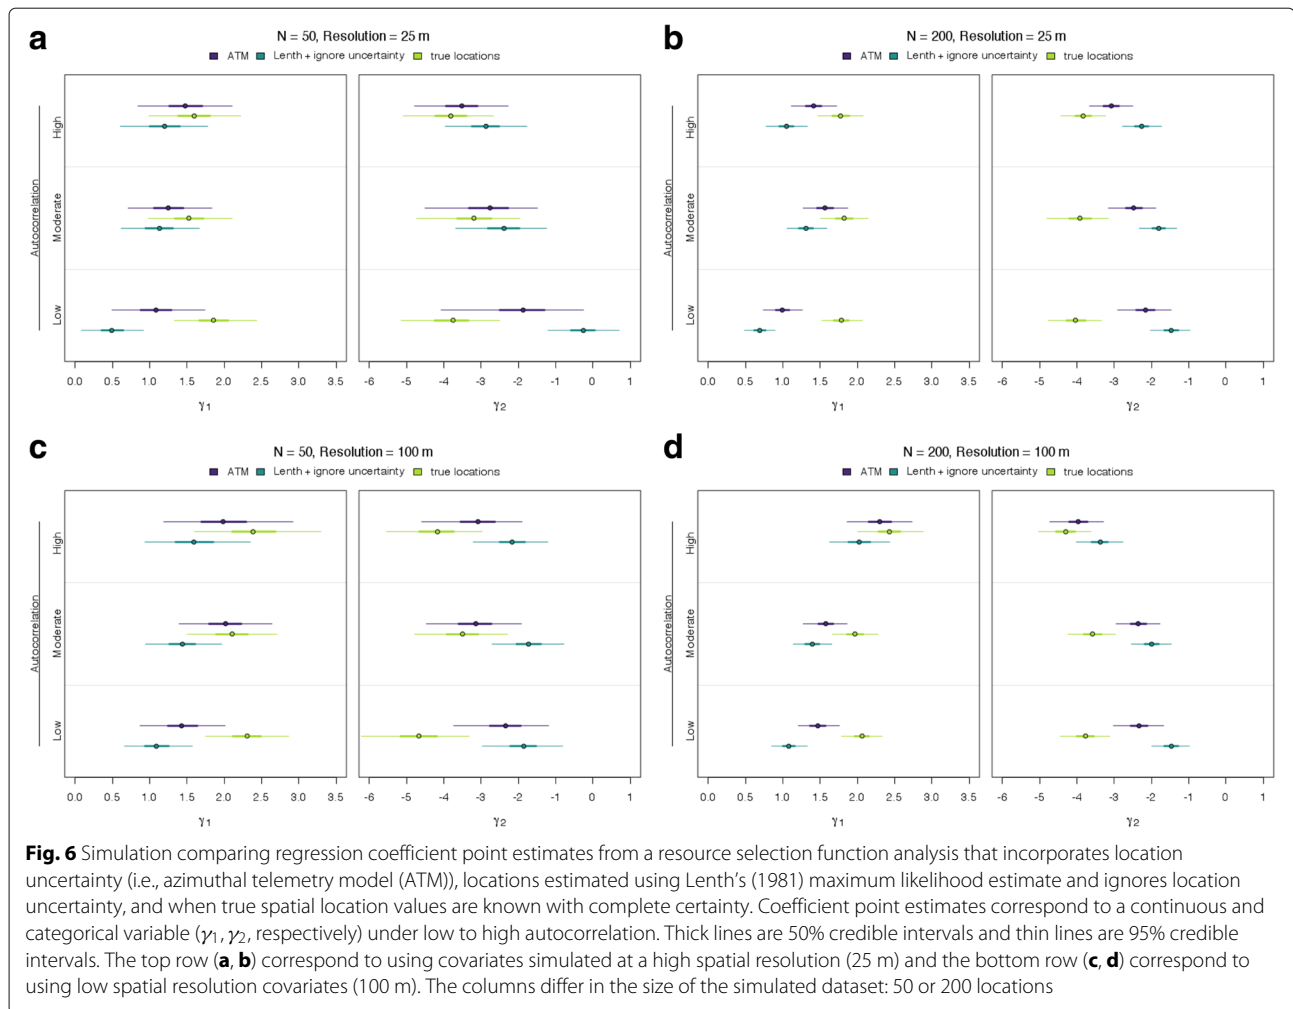 a
N = 50, Resolution = 25 m
ATM Lenth + ignore uncertainty true locations
Autocorrelation
High
Moderate
Low
0.0 0.5 1.0 1.5 2.0 2.5 3.0 3.5
γ1
-6 -5 -4 -3 -2 -1 0 1
γ2
b
N = 200, Resolution = 25 m
ATM Lenth + ignore uncertainty true locations
Autocorrelation
High
Moderate
Low
0.0 0.5 1.0 1.5 2.0 2.5 3.0 3.5
γ1
-6 -5 -4 -3 -2 -1 0 1
γ2
c
N = 50, Resolution = 100 m
ATM Lenth + ignore uncertainty true locations
Autocorrelation
High
Moderate
Low
0.0 0.5 1.0 1.5 2.0 2.5 3.0 3.5
γ1
-6 -5 -4 -3 -2 -1 0 1
γ2
d
N = 200, Resolution = 100 m
ATM Lenth + ignore uncertainty true locations
Autocorrelation
High
Moderate
Low
0.0 0.5 1.0 1.5 2.0 2.5 3.0 3.5
γ1
-6 -5 -4 -3 -2 -1 0 1
γ2
Fig. 6 Simulation comparing regression coefficient point estimates from a resource selection function analysis that incorporates location
uncertainty (i.e., azimuthal telemetry model (ATM)), locations estimated using Lenth's (1981) maximum likelihood estimate and ignores location
uncertainty, and when true spatial location values are known with complete certainty. Coefficient point estimates correspond to a continuous and
categorical variable (γ1, γ2, respectively) under low to high autocorrelation. Thick lines are 50% credible intervals and thin lines are 95% credible
intervals. The top row (a, b) correspond to using covariates simulated at a high spatial resolution (25 m) and the bottom row (c, d) correspond to
using low spatial resolution covariates (100 m). The columns differ in the size of the simulated dataset: 50 or 200 locations